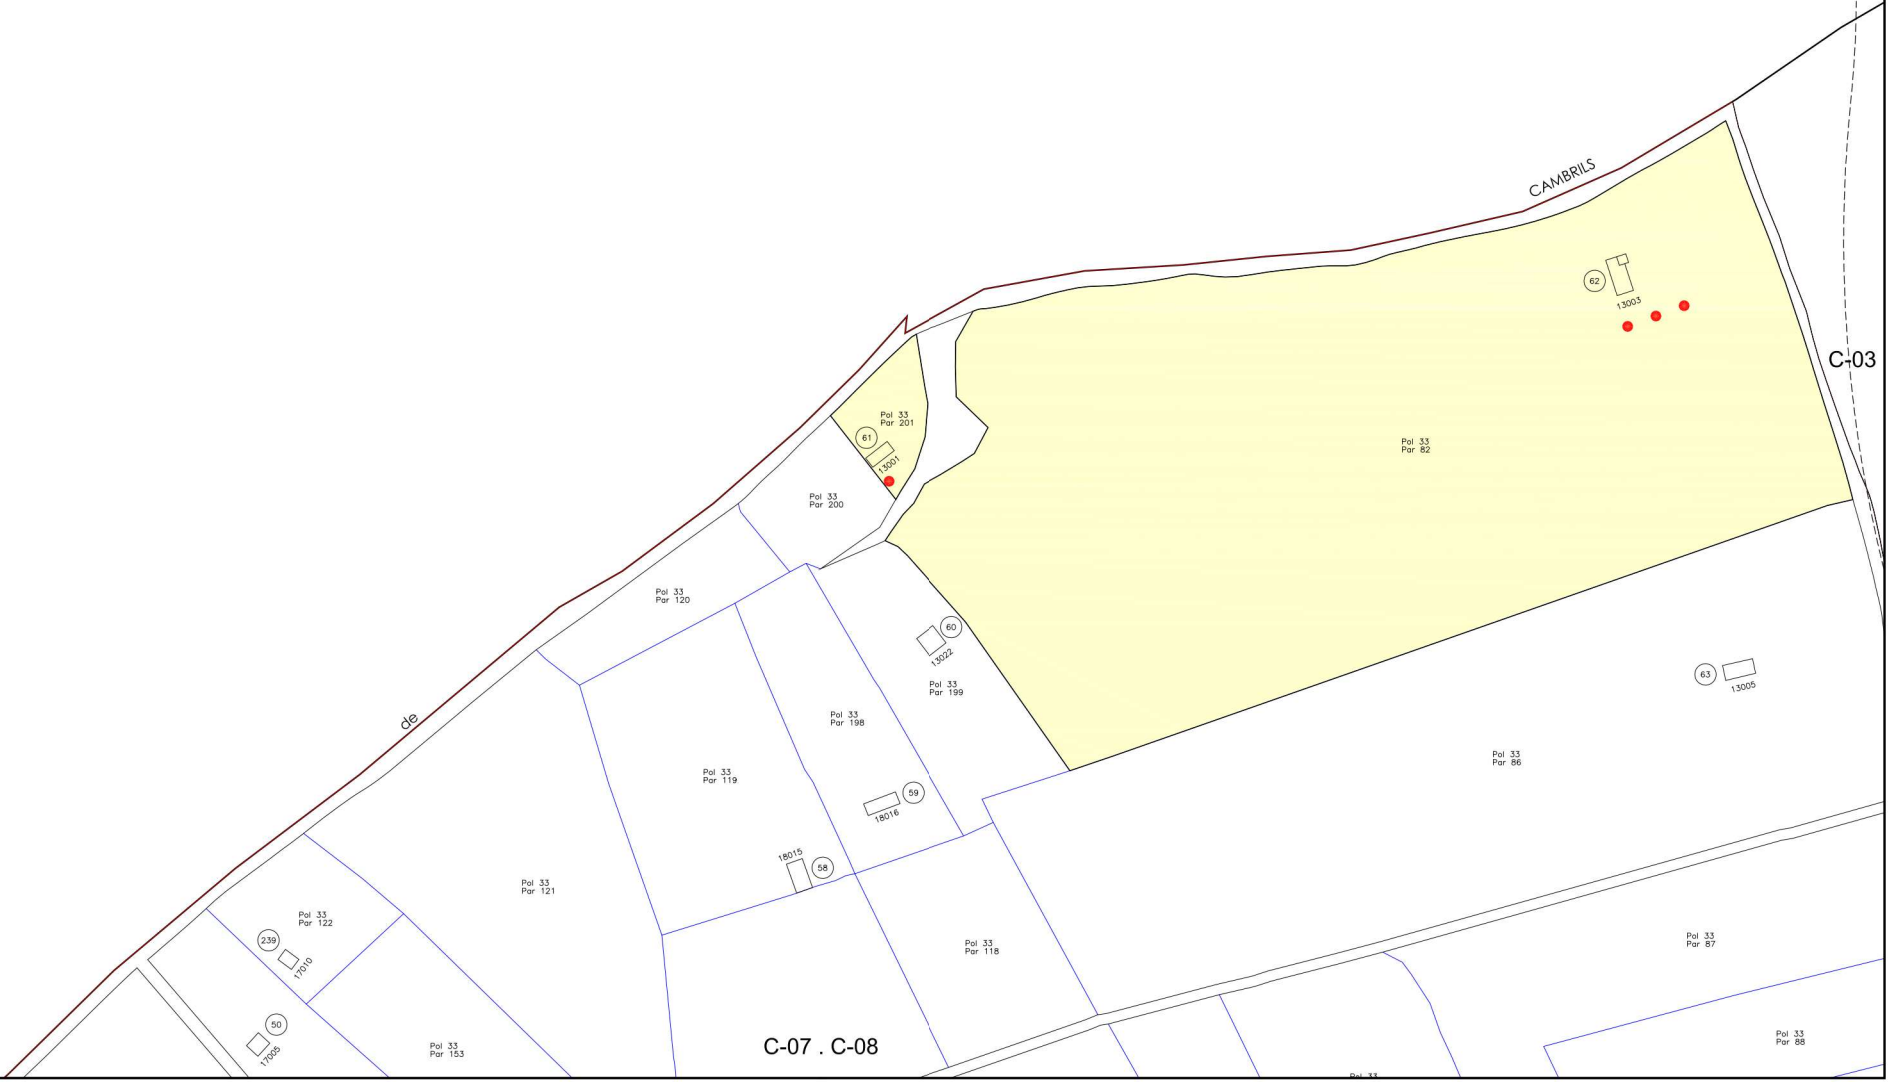 CAMBRILS
62
13003
C-03
Pol 33
Par 201
61
13001
Pol 33
Par 82
Pol 33
Par 200
Pol 33
Par 120
60
13022
Pol 33
Par 199
63
13005
de
Pol 33
Par 198
Pol 33
Par 119
Pol 33
Par 86
59
18016
18015
58
Pol 33
Par 121
Pol 33
Par 122
239
17010
Pol 33
Par 118
Pol 33
Par 87
50
17005
Pol 33
Par 153
C-07 . C-08
Pol 33
Par 88
Pol 33